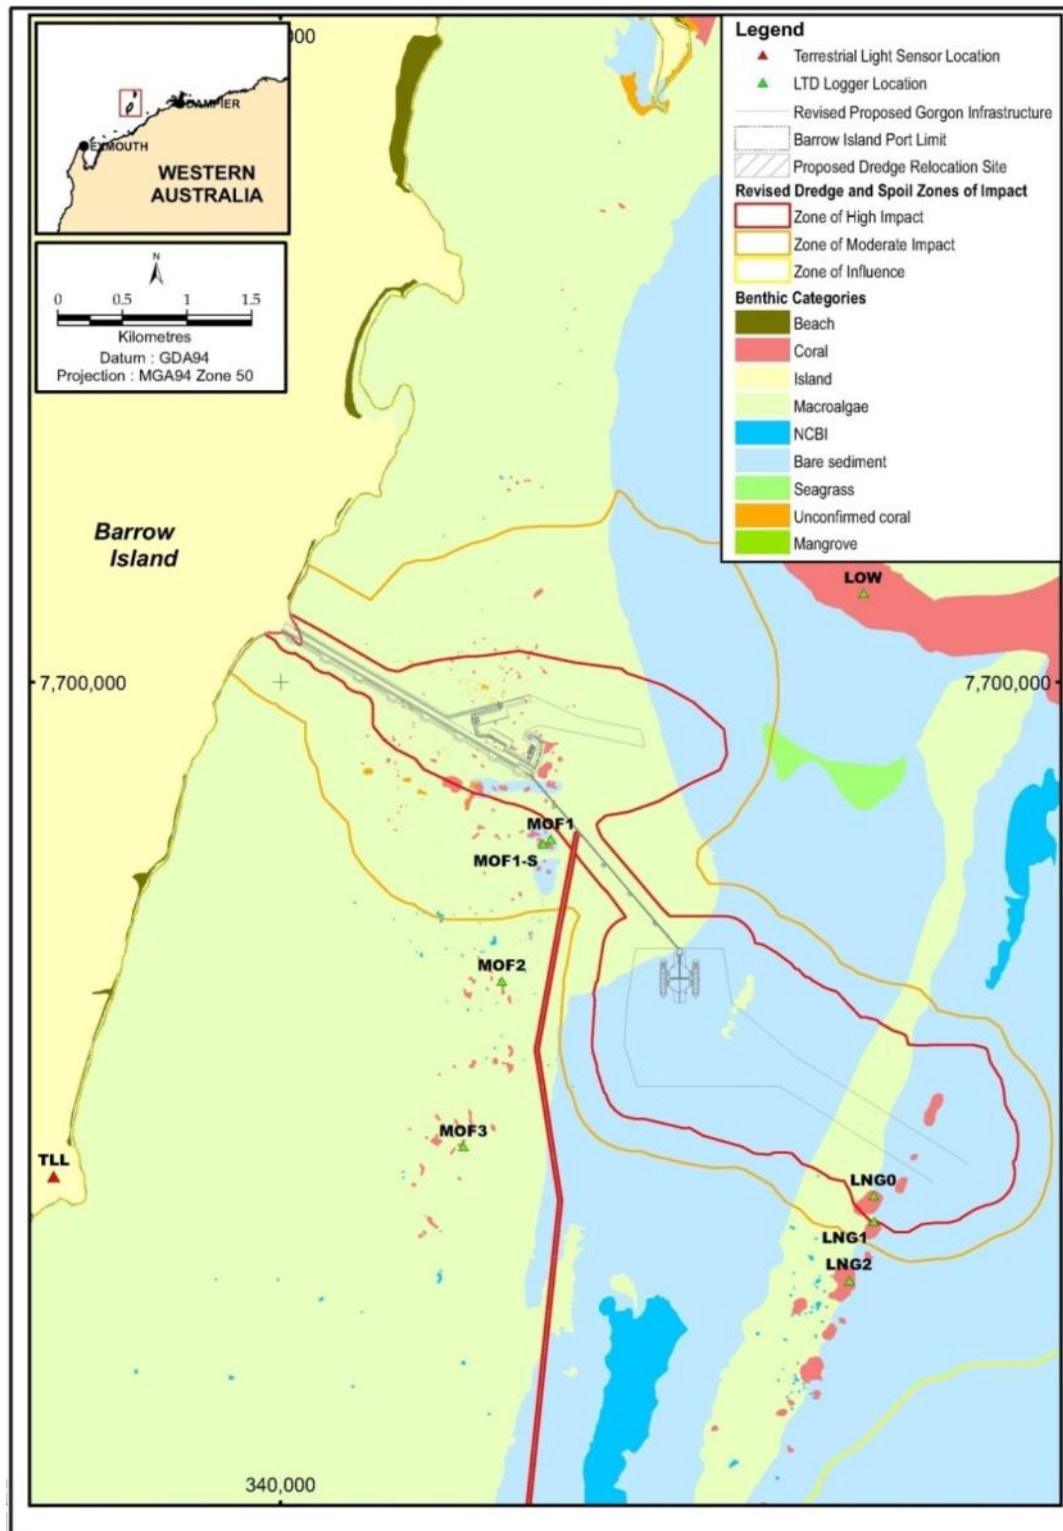 000
DAMPIER
EXMOUTH
WESTERN
AUSTRALIA
N
0 0.5 1 1.5
Kilometres
Datum : GDA94
Projection : MGA94 Zone 50
Legend
Terrestrial Light Sensor Location
LTD Logger Location
Revised Proposed Gorgon Infrastructure
Barrow Island Port Limit
Proposed Dredge Relocation Site
Revised Dredge and Spoil Zones of Impact
Zone of High Impact
Zone of Moderate Impact
Zone of Influence
Benthic Categories
Beach
Coral
Island
Macroalgae
NCBI
Bare sediment
Seagrass
Unconfirmed coral
Mangrove
Barrow
Island
LOW
7,700,000
7,700,000
MOF1
MOF1-S
MOF2
MOF3
TLL
LNG0
LNG1
LNG2
340,000